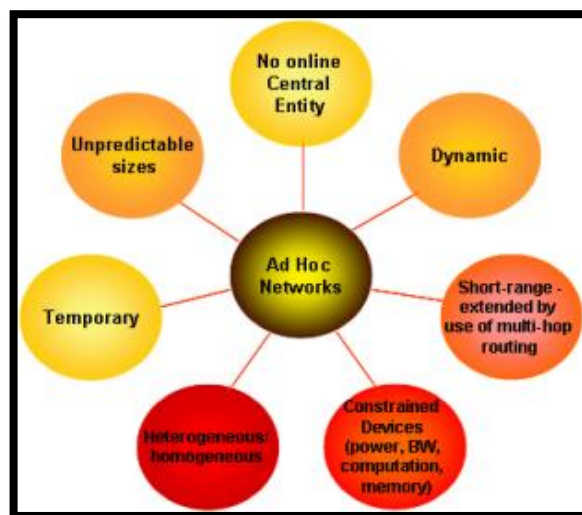 No online
Central
Entity
Unpredictable
sizes
Dynamic
Ad Hoc
Networks
Temporary
Short-range -
extended by
use of multi-hop
routing
Heterogeneous:
homogeneous
Constrained
Devices
(power, BW,
computation,
memory)